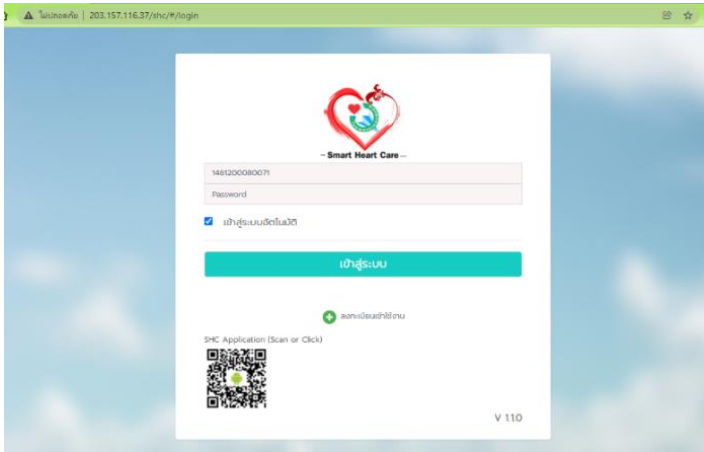 ไม่ปลอดภัย | 203.157.116.37/shc/#/login
– Smart Heart Care –
1461200080071
Password
เข้าสู่ระบบอัตโนมัติ
เข้าสู่ระบบ
ลงทะเบียนเข้าใช้งาน
SHC Application (Scan or Click)
V 1.1.0